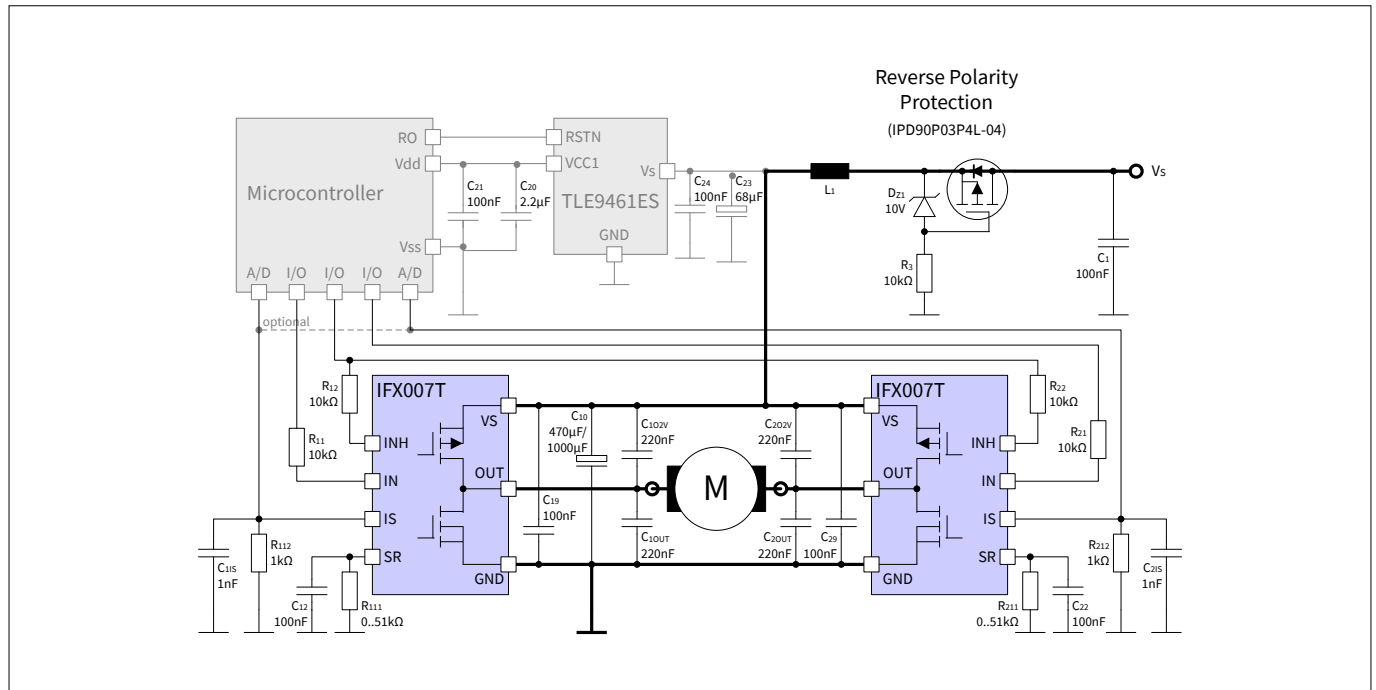 Reverse Polarity
Protection
(IPD90P03P4L-04)
Microcontroller
RO
Vdd
Vss
A/D
I/O
I/O
I/O
A/D
optional
C21
100nF
C20
2.2µF
RSTN
VCC1
Vs
TLE9461ES
GND
C24
100nF
C23
68µF
L1
DZ1
10V
R3
10kΩ
C1
100nF
VS
R12
10kΩ
R11
10kΩ
IFX007T
VS
INH
IN
OUT
IS
SR
GND
C1IS
1nF
R112
1kΩ
C12
100nF
R111
0..51kΩ
C10
470µF/
1000µF
C19
100nF
C1O2V
220nF
C1OUT
220nF
M
C2O2V
220nF
C2OUT
220nF
C29
100nF
IFX007T
VS
INH
OUT
IN
IS
SR
GND
R22
10kΩ
R21
10kΩ
R212
1kΩ
C2IS
1nF
R211
0..51kΩ
C22
100nF